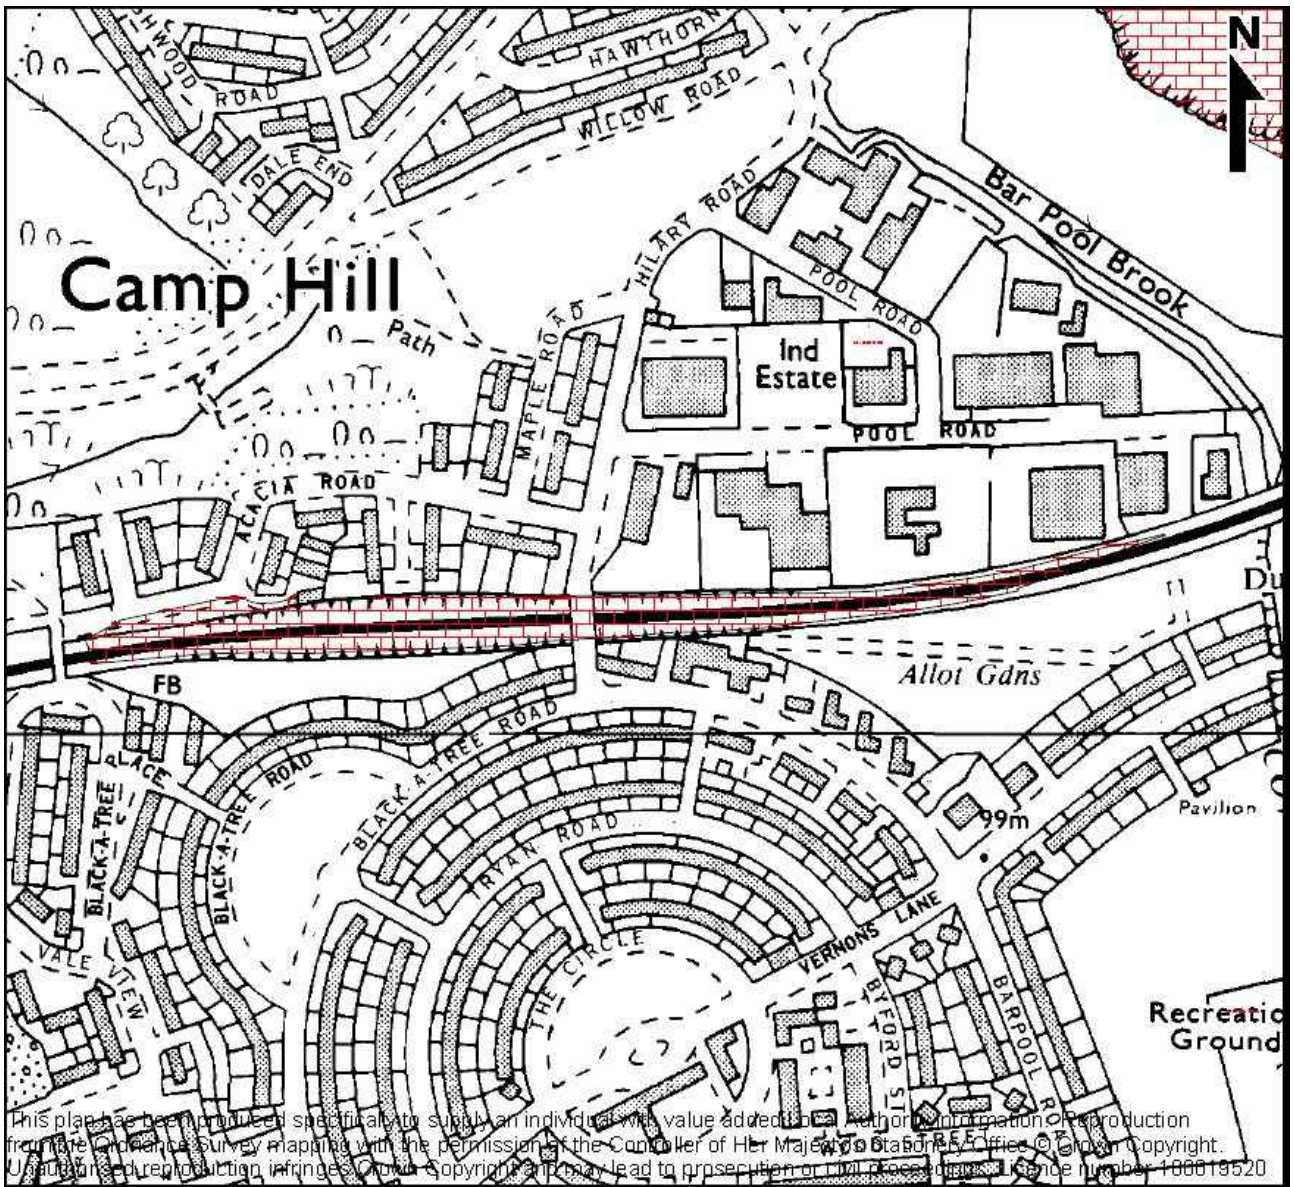 HWOOD
ROAD
HAWTHORN
WILLOW ROAD
N
DALE END
Bar Pool Brook
HILARY ROAD
Camp Hill
POOL ROAD
Path
MAPLE ROAD
Ind
Estate
POOL ROAD
ACACIA ROAD
Du
Allot Gdns
FB
BLACK-A-TREE ROAD
PLACE
BLACK-A-TREE
BLACK-A-TREE ROAD
Pavilion
99m
TRYAN ROAD
VERNONS LANE
THE CIRCLE
VALE VIEW
BYFORD ST
BARPOOL ROAD
Recreatio
Ground
This plan has been produced specifically to supply an individual with value added Local Authority information. Reproduction
from the Ordnance Survey mapping with the permission of the Controller of Her Majesty's Stationery Office © Crown Copyright.
Unauthorised reproduction infringes Crown Copyright and may lead to prosecution or civil proceedings. Licence number 100019520